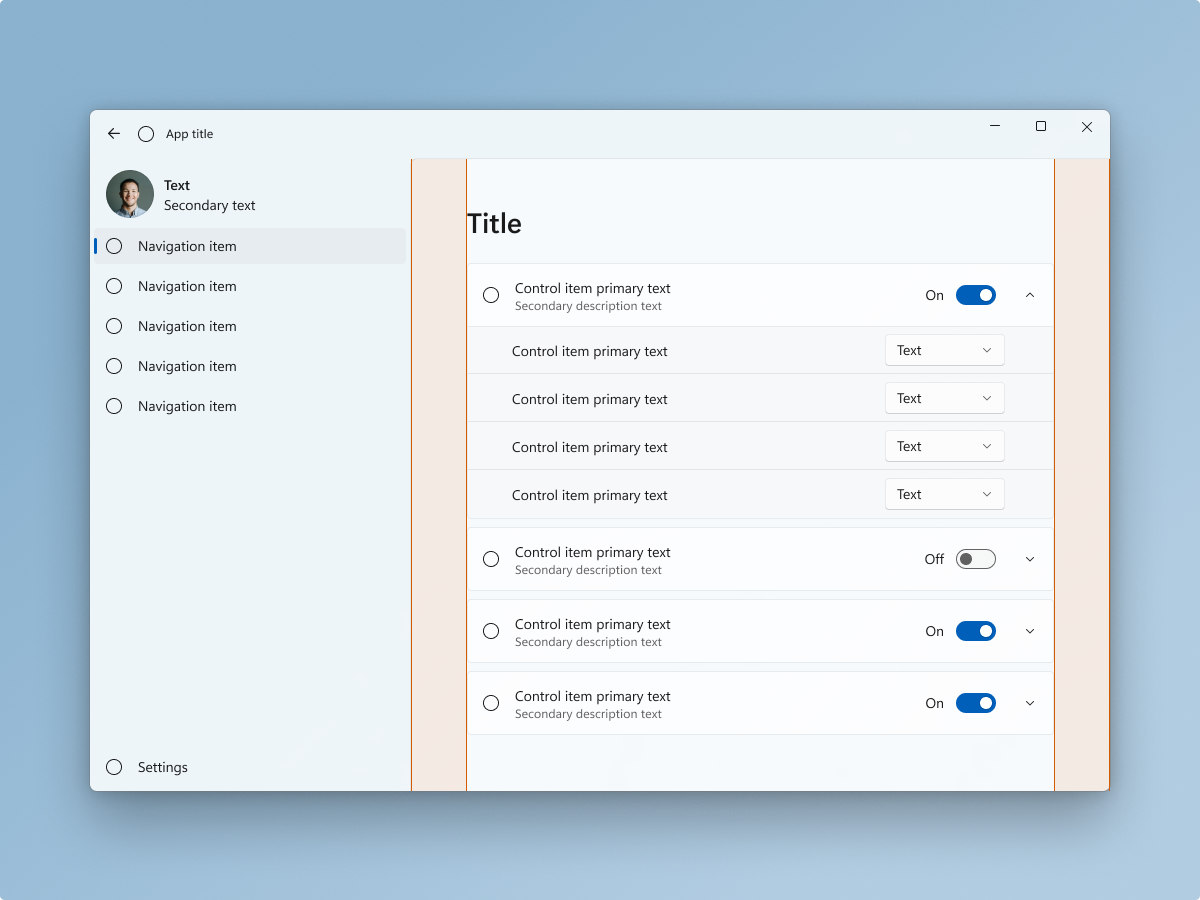 App title
Text
Secondary text
Navigation item
Navigation item
Navigation item
Navigation item
Navigation item
Settings
Title
Control item primary text
Secondary description text
On
Control item primary text
Text
Control item primary text
Text
Control item primary text
Text
Control item primary text
Text
Control item primary text
Secondary description text
Off
Control item primary text
Secondary description text
On
Control item primary text
Secondary description text
On